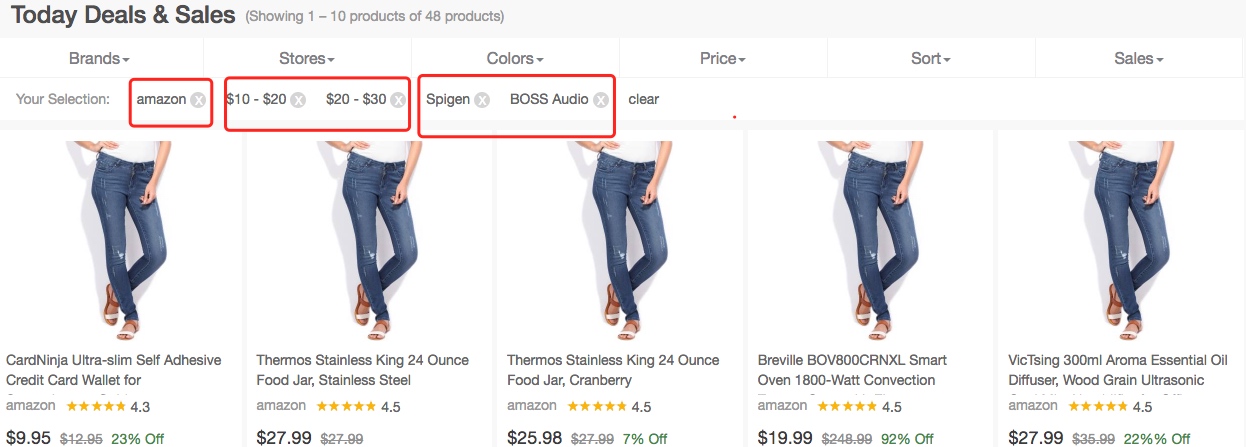 Today Deals & Sales (Showing 1 – 10 products of 48 products)
Brands Stores Colors Price Sort Sales
Your Selection: amazon x $10 - $20 x $20 - $30 x Spigen x BOSS Audio x clear
CardNinja Ultra-slim Self Adhesive
Credit Card Wallet for
amazon 4.3
$9.95 $12.95 23% Off
Thermos Stainless King 24 Ounce
Food Jar, Stainless Steel
amazon 4.5
$27.99 $27.99
Thermos Stainless King 24 Ounce
Food Jar, Cranberry
amazon 4.5
$25.98 $27.99 7% Off
Breville BOV800CRNXL Smart
Oven 1800-Watt Convection
amazon 4.5
$19.99 $248.99 92% Off
VicTsing 300ml Aroma Essential Oil
Diffuser, Wood Grain Ultrasonic
amazon 4.5
$27.99 $35.99 22%% Off